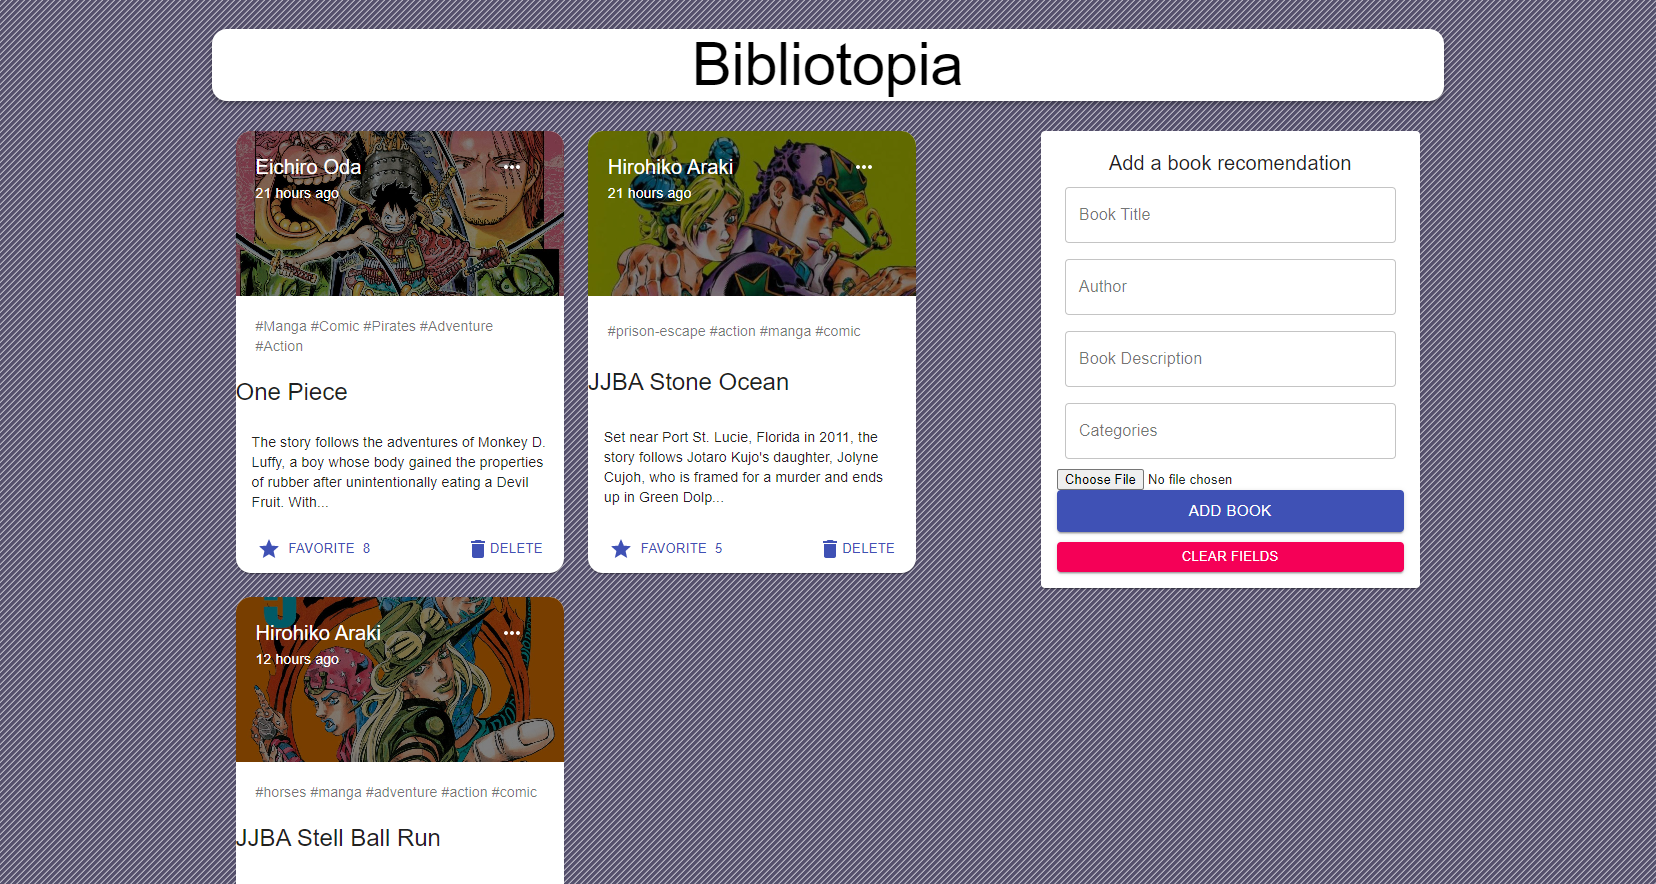 Bibliotopia
Eichiro Oda
21 hours ago
#Manga #Comic #Pirates #Adventure
#Action
One Piece
The story follows the adventures of Monkey D.
Luffy, a boy whose body gained the properties
of rubber after unintentionally eating a Devil
Fruit. With...
FAVORITE 8
DELETE
Hirohiko Araki
21 hours ago
#prison-escape #action #manga #comic
JJBA Stone Ocean
Set near Port St. Lucie, Florida in 2011, the
story follows Jotaro Kujo's daughter, Jolyne
Cujoh, who is framed for a murder and ends
up in Green Dolp...
FAVORITE 5
DELETE
Hirohiko Araki
12 hours ago
#horses #manga #adventure #action #comic
JJBA Stell Ball Run
Add a book recomendation
Book Title
Author
Book Description
Categories
Choose File No file chosen
ADD BOOK
CLEAR FIELDS